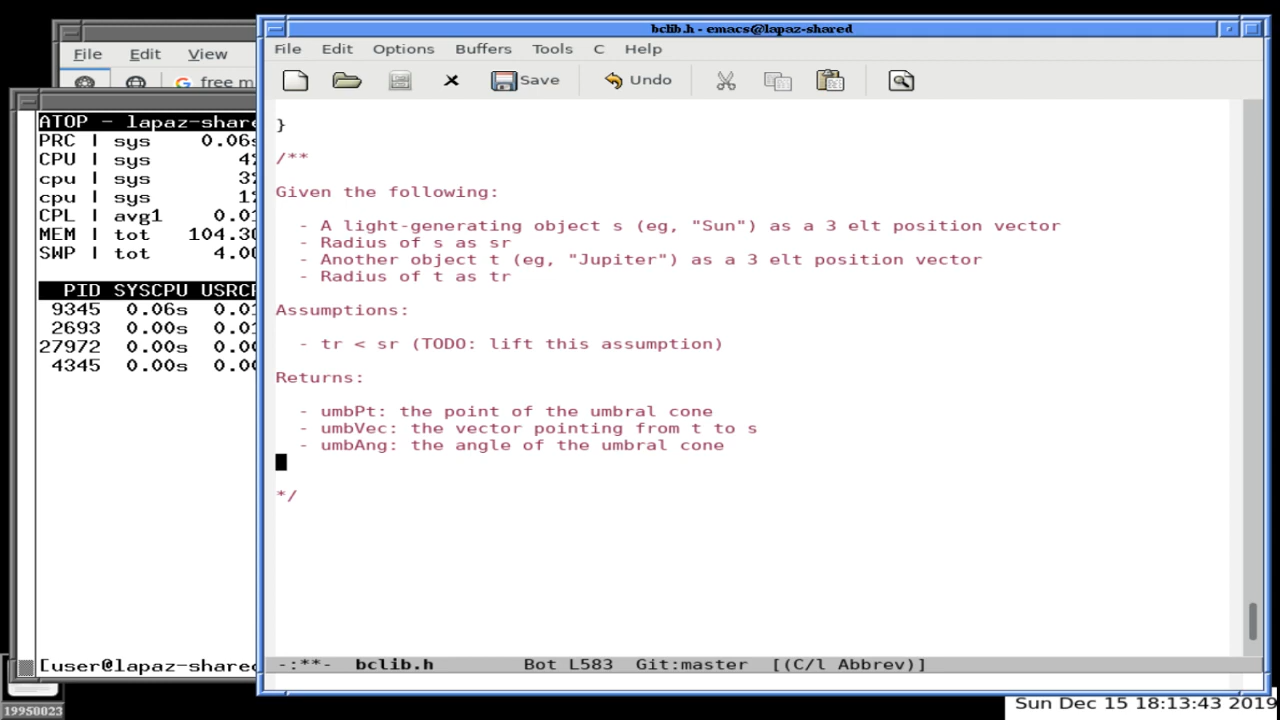 bclib.h - emacs@lapaz-shared
File Edit View
File Edit Options Buffers Tools C Help
free m
Save
Undo
ATOP - lapaz-share
PRC | sys 0.06s
CPU | sys 4%
cpu | sys 3%
cpu | sys 1%
CPL | avg1 0.01
MEM | tot 104.30
SWP | tot 4.00
PID SYSCPU USRCP
9345 0.06s 0.01
2693 0.00s 0.01
27972 0.00s 0.00
4345 0.00s 0.00
[user@lapaz-shared
}
/**
Given the following:
- A light-generating object s (eg, "Sun") as a 3 elt position vector
- Radius of s as sr
- Another object t (eg, "Jupiter") as a 3 elt position vector
- Radius of t as tr
Assumptions:
- tr < sr (TODO: lift this assumption)
Returns:
- umbPt: the point of the umbral cone
- umbVec: the vector pointing from t to s
- umbAng: the angle of the umbral cone
*/
-:**- bclib.h Bot L583 Git:master [(C/l Abbrev)]
19950023
Sun Dec 15 18:13:43 2019